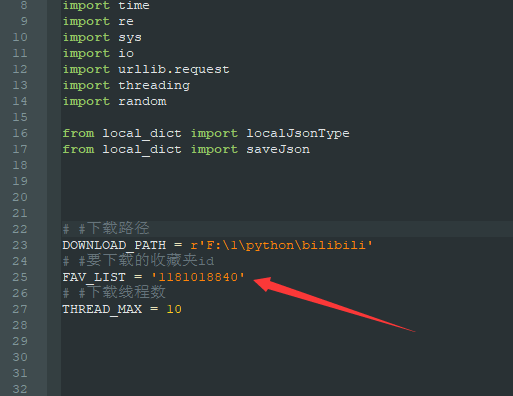 8 import time
9 import re
10 import sys
11 import io
12 import urllib.request
13 import threading
14 import random
15
16 from local_dict import localJsonType
17 from local_dict import saveJson
18
19
20
21
22 # #下载路径
23 DOWNLOAD_PATH = r'F:\1\python\bilibili'
24 # #要下载的收藏夹id
25 FAV_LIST = '1181018840'
26 # #下载线程数
27 THREAD_MAX = 10
28
29
30
31
32